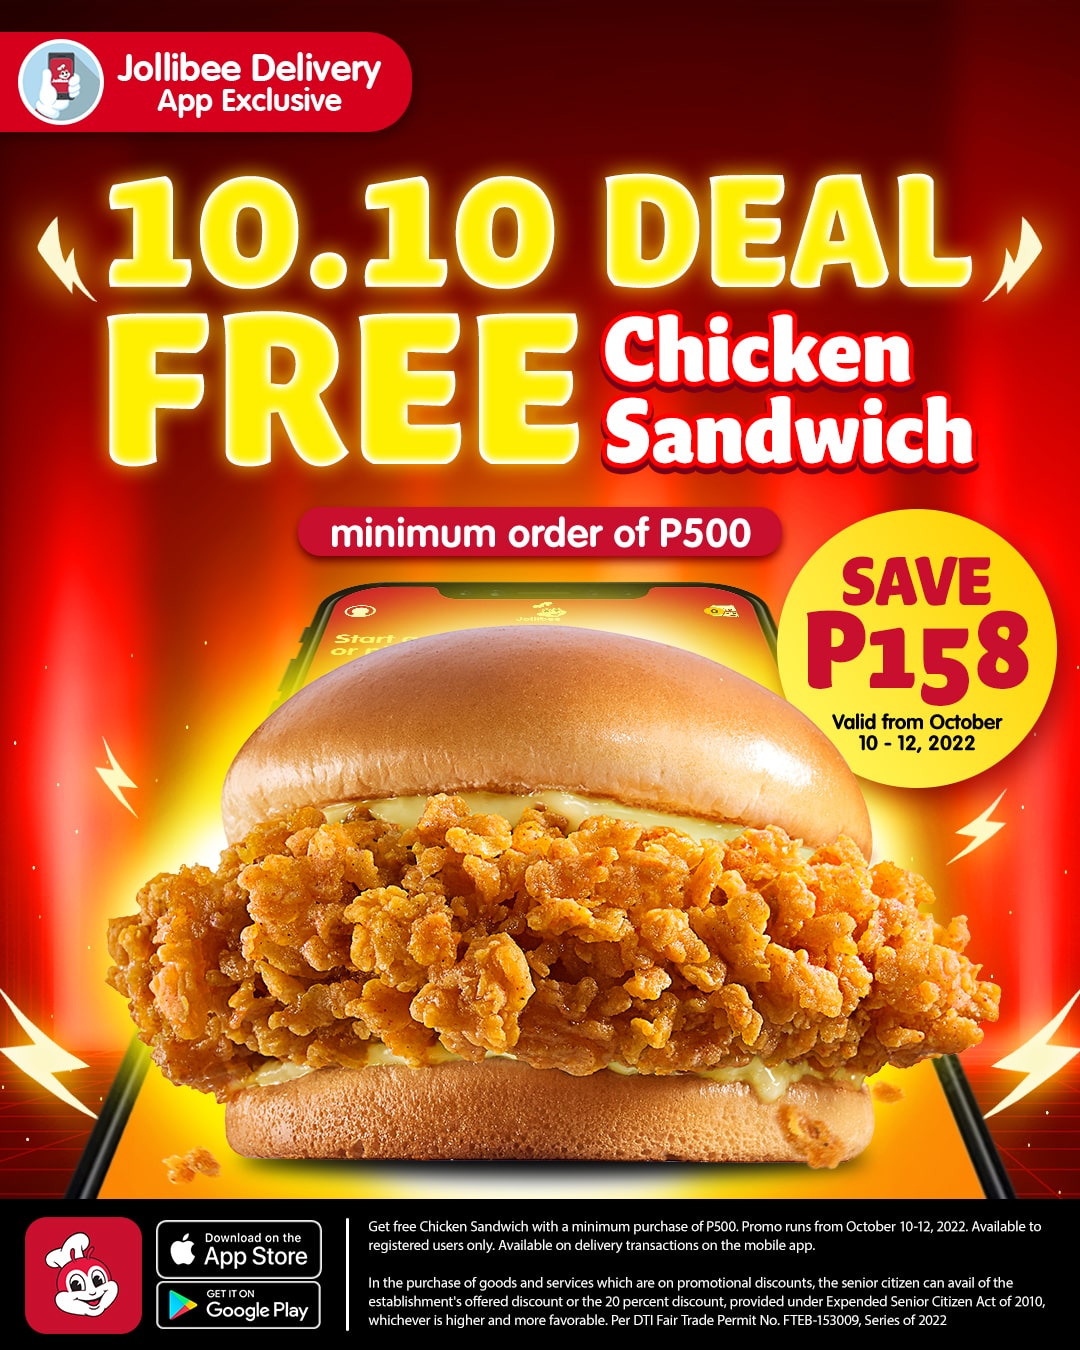 Jollibee Delivery
App Exclusive
10.10 DEAL
FREE Chicken
Sandwich
minimum order of P500
SAVE
P158
Valid from October
10 - 12, 2022
Jollibee
Start
or
Download on the
App Store
GET IT ON
Google Play
Get free Chicken Sandwich with a minimum purchase of P500. Promo runs from October 10-12, 2022. Available to
registered users only. Available on delivery transactions on the mobile app.
In the purchase of goods and services which are on promotional discounts, the senior citizen can avail of the
establishment's offered discount or the 20 percent discount, provided under Expended Senior Citizen Act of 2010,
whichever is higher and more favorable. Per DTI Fair Trade Permit No. FTEB-153009, Series of 2022